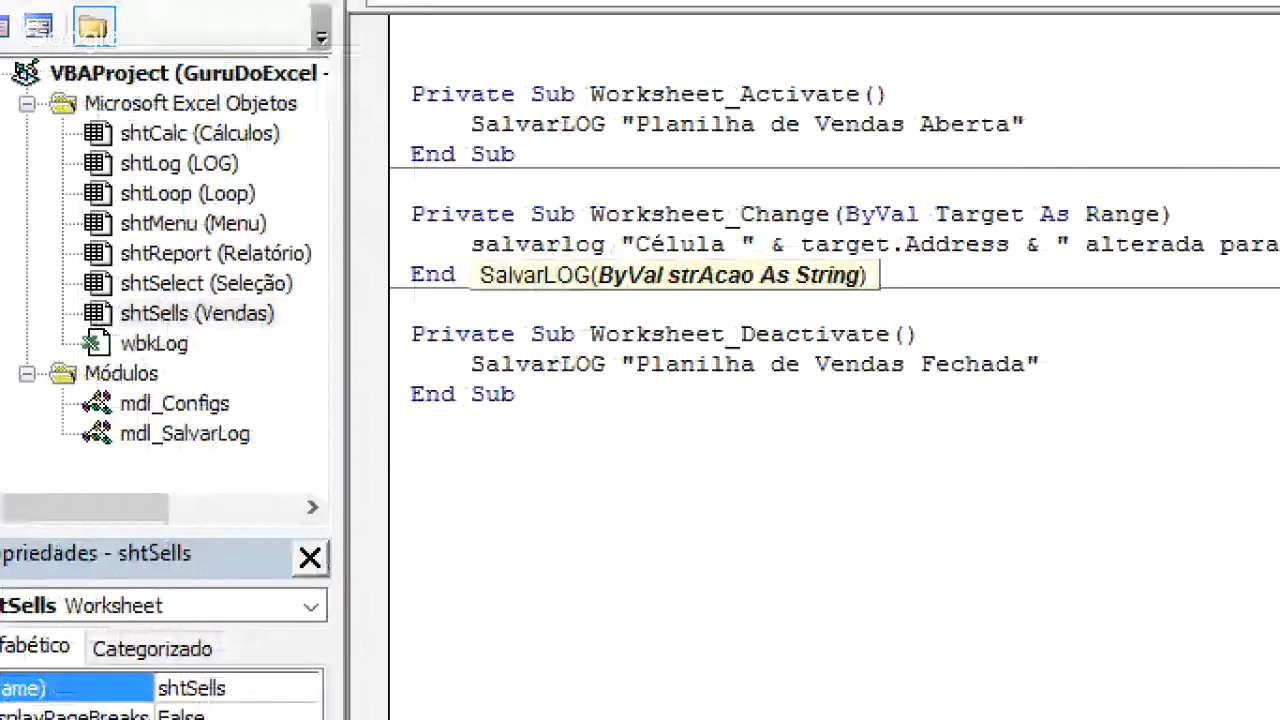 Google
VBAProject (GuruDoExcel -
Microsoft Excel Objetos
shtCalc (Cálculos)
shtLog (LOG)
shtLoop (Loop)
shtMenu (Menu)
shtReport (Relatório)
shtSelect (Seleção)
shtSells (Vendas)
wbkLog
Módulos
mdl_Configs
mdl_SalvarLog
priedades - shtSells
tSells Worksheet
fabético Categorizado
ame) shtSells
splayPageBreaks False
Private Sub Worksheet_Activate()
SalvarLOG "Planilha de Vendas Aberta"
End Sub
Private Sub Worksheet_Change(ByVal Target As Range)
salvarlog "Célula " & target.Address & " alterada para
End
SalvarLOG(ByVal strAcao As String)
Private Sub Worksheet_Deactivate()
SalvarLOG "Planilha de Vendas Fechada"
End Sub